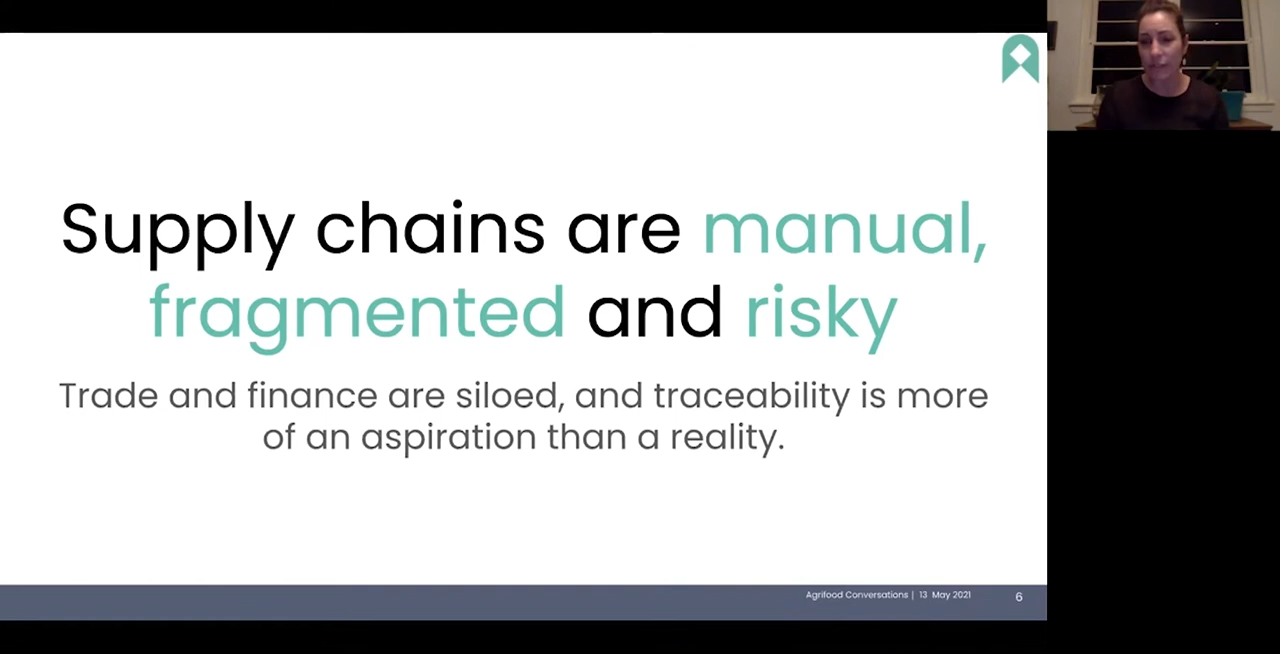 Supply chains are manual,
fragmented and risky
Trade and finance are siloed, and traceability is more
of an aspiration than a reality.
Agrifood Conversations | 13 May 2021
6